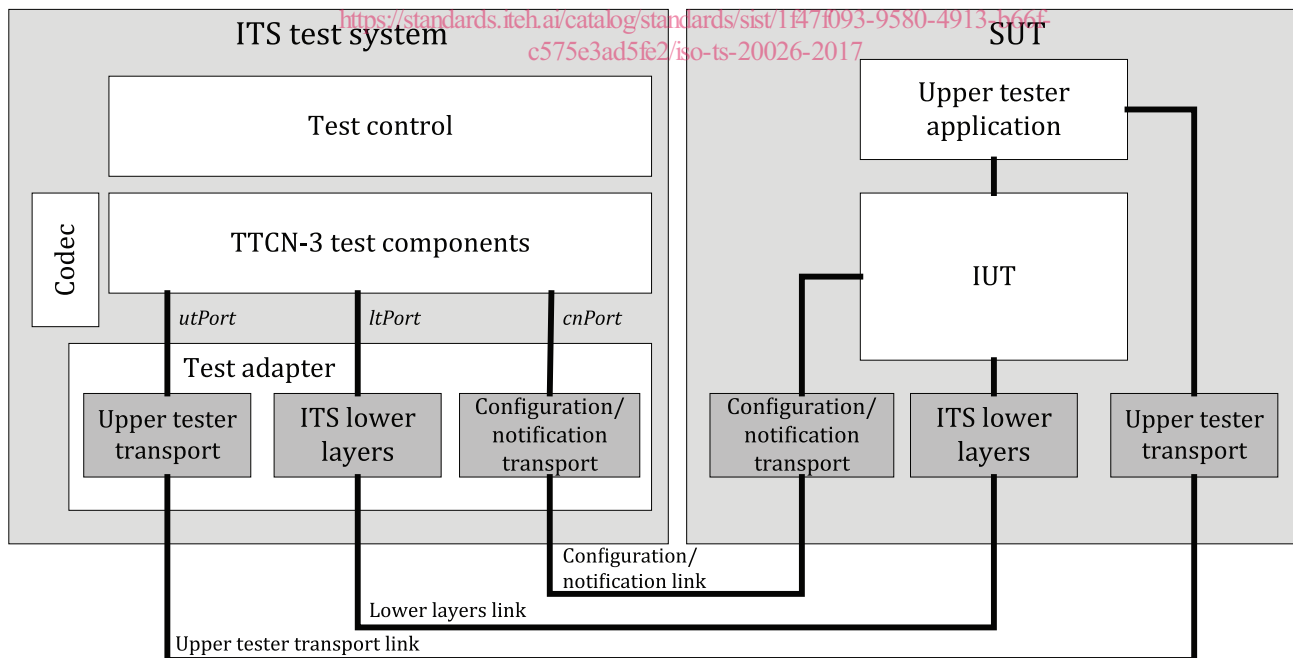 https://standards.iteh.ai/catalog/standards/sist/1f47f093-9580-4913-b66f-
c575e3ad5fe2/iso-ts-20026-2017
ITS test system
Test control
Codec
TTCN-3 test components
utPort
ltPort
cnPort
Test adapter
Upper tester
transport
ITS lower
layers
Configuration/
notification
transport
SUT
Upper tester
application
IUT
Configuration/
notification
transport
ITS lower
layers
Upper tester
transport
Configuration/
notification link
Lower layers link
Upper tester transport link